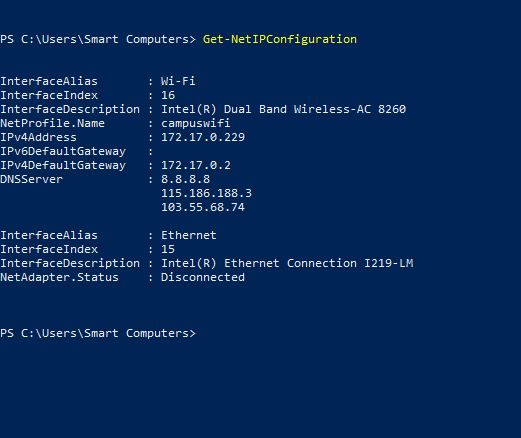 PS C:\Users\Smart Computers> Get-NetIPConfiguration
InterfaceAlias       : Wi-Fi
InterfaceIndex       : 16
InterfaceDescription : Intel(R) Dual Band Wireless-AC 8260
NetProfile.Name      : campuswifi
IPv4Address          : 172.17.0.229
IPv6DefaultGateway   :
IPv4DefaultGateway   : 172.17.0.2
DNSServer            : 8.8.8.8
                       115.186.188.3
                       103.55.68.74
InterfaceAlias       : Ethernet
InterfaceIndex       : 15
InterfaceDescription : Intel(R) Ethernet Connection I219-LM
NetAdapter.Status    : Disconnected
PS C:\Users\Smart Computers>